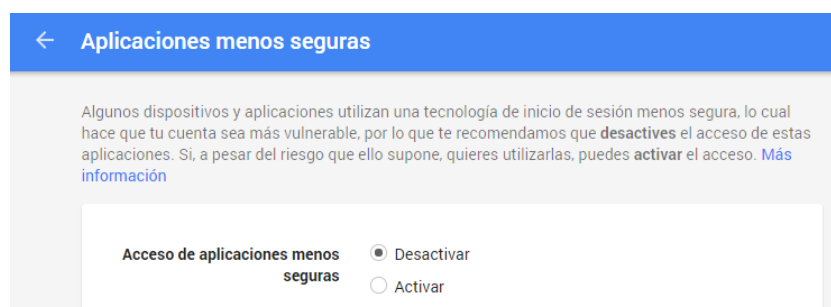 Aplicaciones menos seguras
Algunos dispositivos y aplicaciones utilizan una tecnología de inicio de sesión menos segura, lo cual
hace que tu cuenta sea más vulnerable, por lo que te recomendamos que desactives el acceso de estas
aplicaciones. Si, a pesar del riesgo que ello supone, quieres utilizarlas, puedes activar el acceso. Más
información
Acceso de aplicaciones menos
seguras
Desactivar
Activar